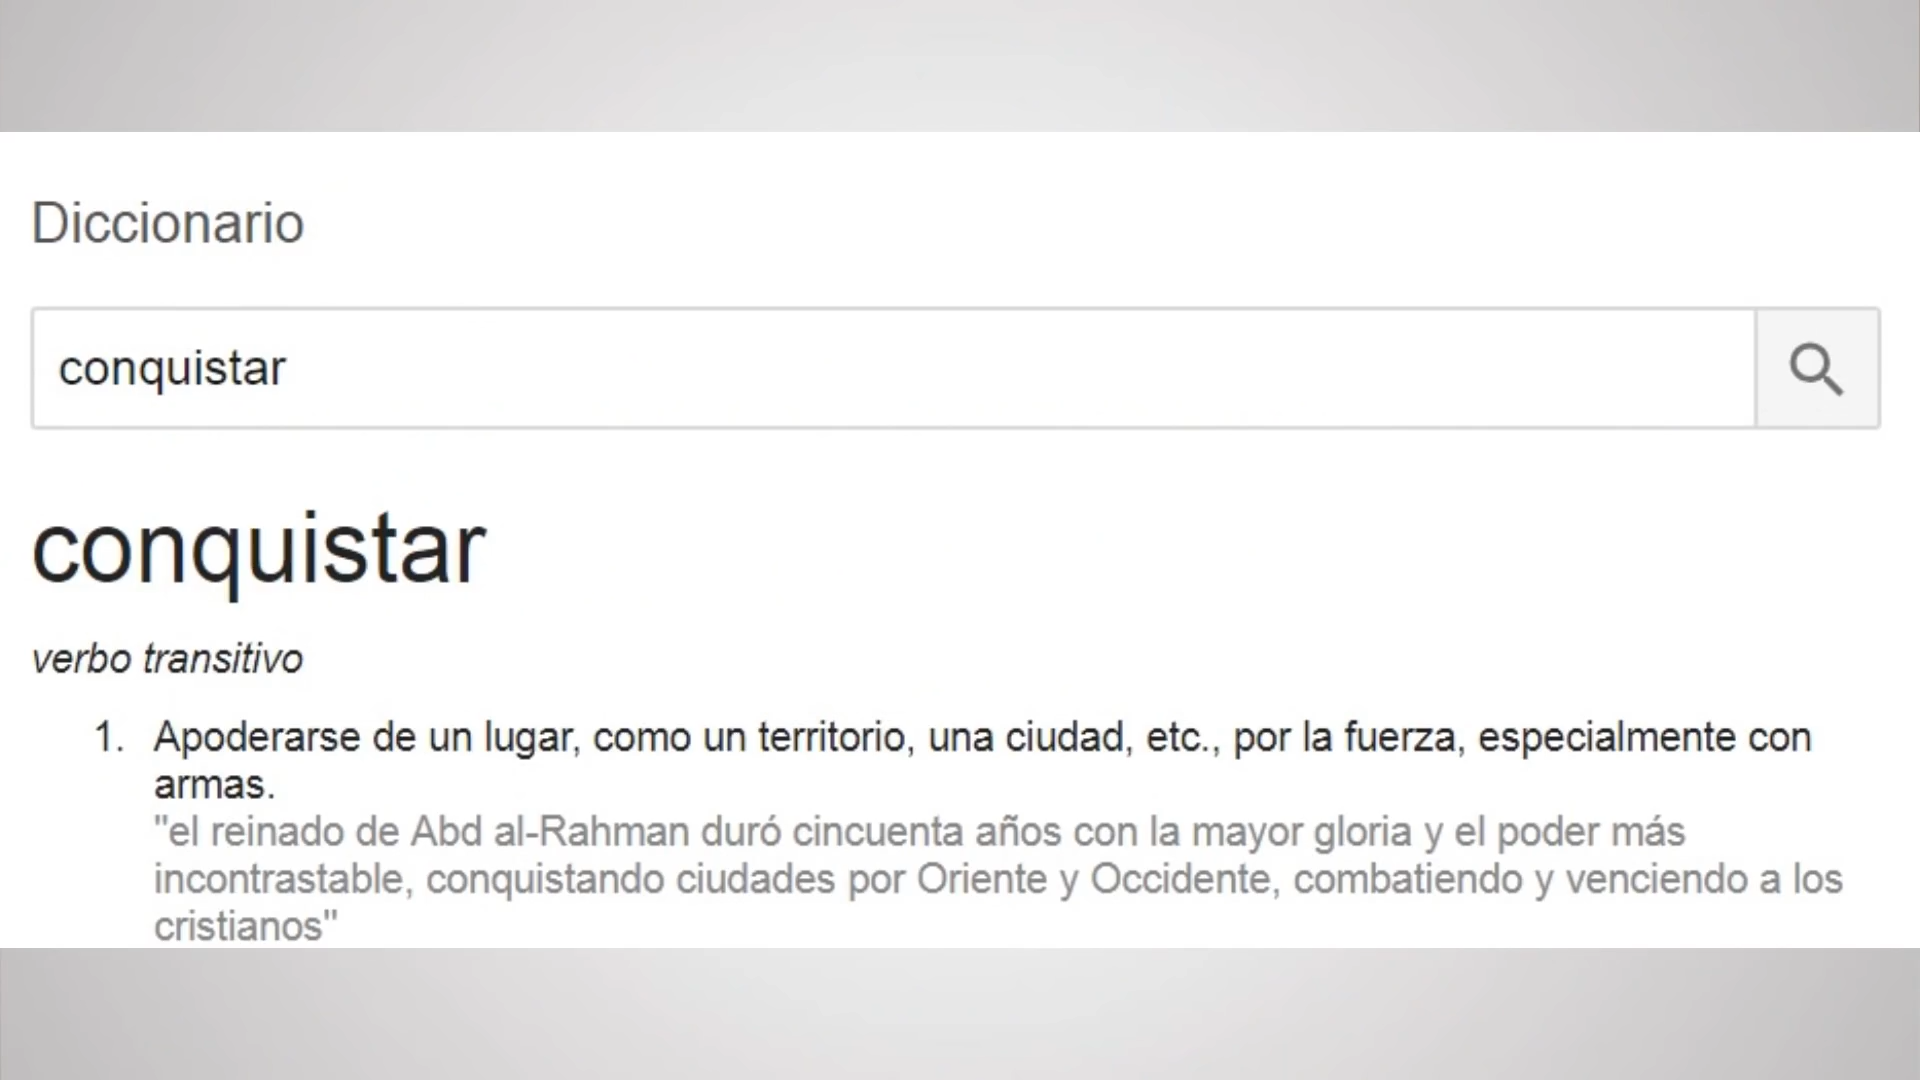 Diccionario
conquistar
conquistar
verbo transitivo
1. Apoderarse de un lugar, como un territorio, una ciudad, etc., por la fuerza, especialmente con
armas.
"el reinado de Abd al-Rahman duró cincuenta años con la mayor gloria y el poder más
incontrastable, conquistando ciudades por Oriente y Occidente, combatiendo y venciendo a los
cristianos"